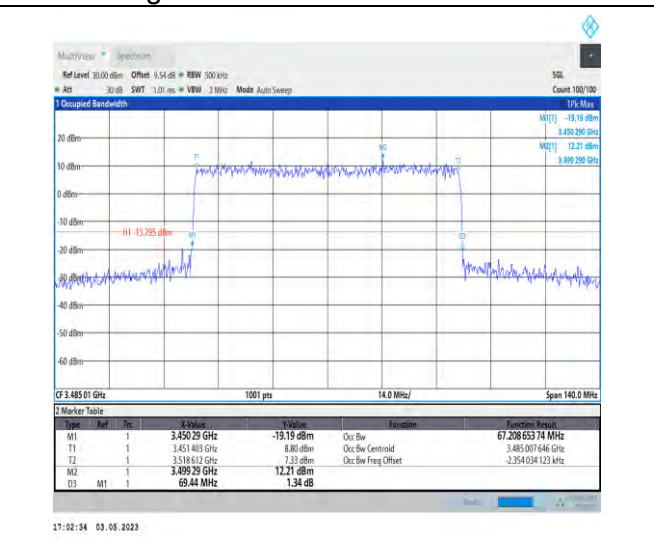 MultiView Spectrum
Ref Level 30.00 dBm Offset 9.54 dB RBW 500 kHz SGL
Att 30 dB SWT 1.01 ms VBW 2 MHz Mode Auto Sweep Count 100/100
1 Occupied Bandwidth 1Pk Max
M1[1] -19.19 dBm
3.450 290 GHz
M2[1] 12.21 dBm
3.499 290 GHz
20 dBm
T1 M2 T2
10 dBm
0 dBm
-10 dBm
H1 -13.795 dBm M1 D3
-20 dBm
-30 dBm
-40 dBm
-50 dBm
-60 dBm
CF 3.485 01 GHz 1001 pts 14.0 MHz/ Span 140.0 MHz
2 Marker Table
Type Ref Trc X-Value Y-Value Function Function Result
M1 1 3.450 29 GHz -19.19 dBm Occ Bw 67.208 653 74 MHz
T1 1 3.451 403 GHz 8.80 dBm Occ Bw Centroid 3.485 007 646 GHz
T2 1 3.518 612 GHz 7.33 dBm Occ Bw Freq Offset -2.354 034 123 kHz
M2 1 3.499 29 GHz 12.21 dBm
D3 M1 1 69.44 MHz 1.34 dB
17:02:34 03.05.2023